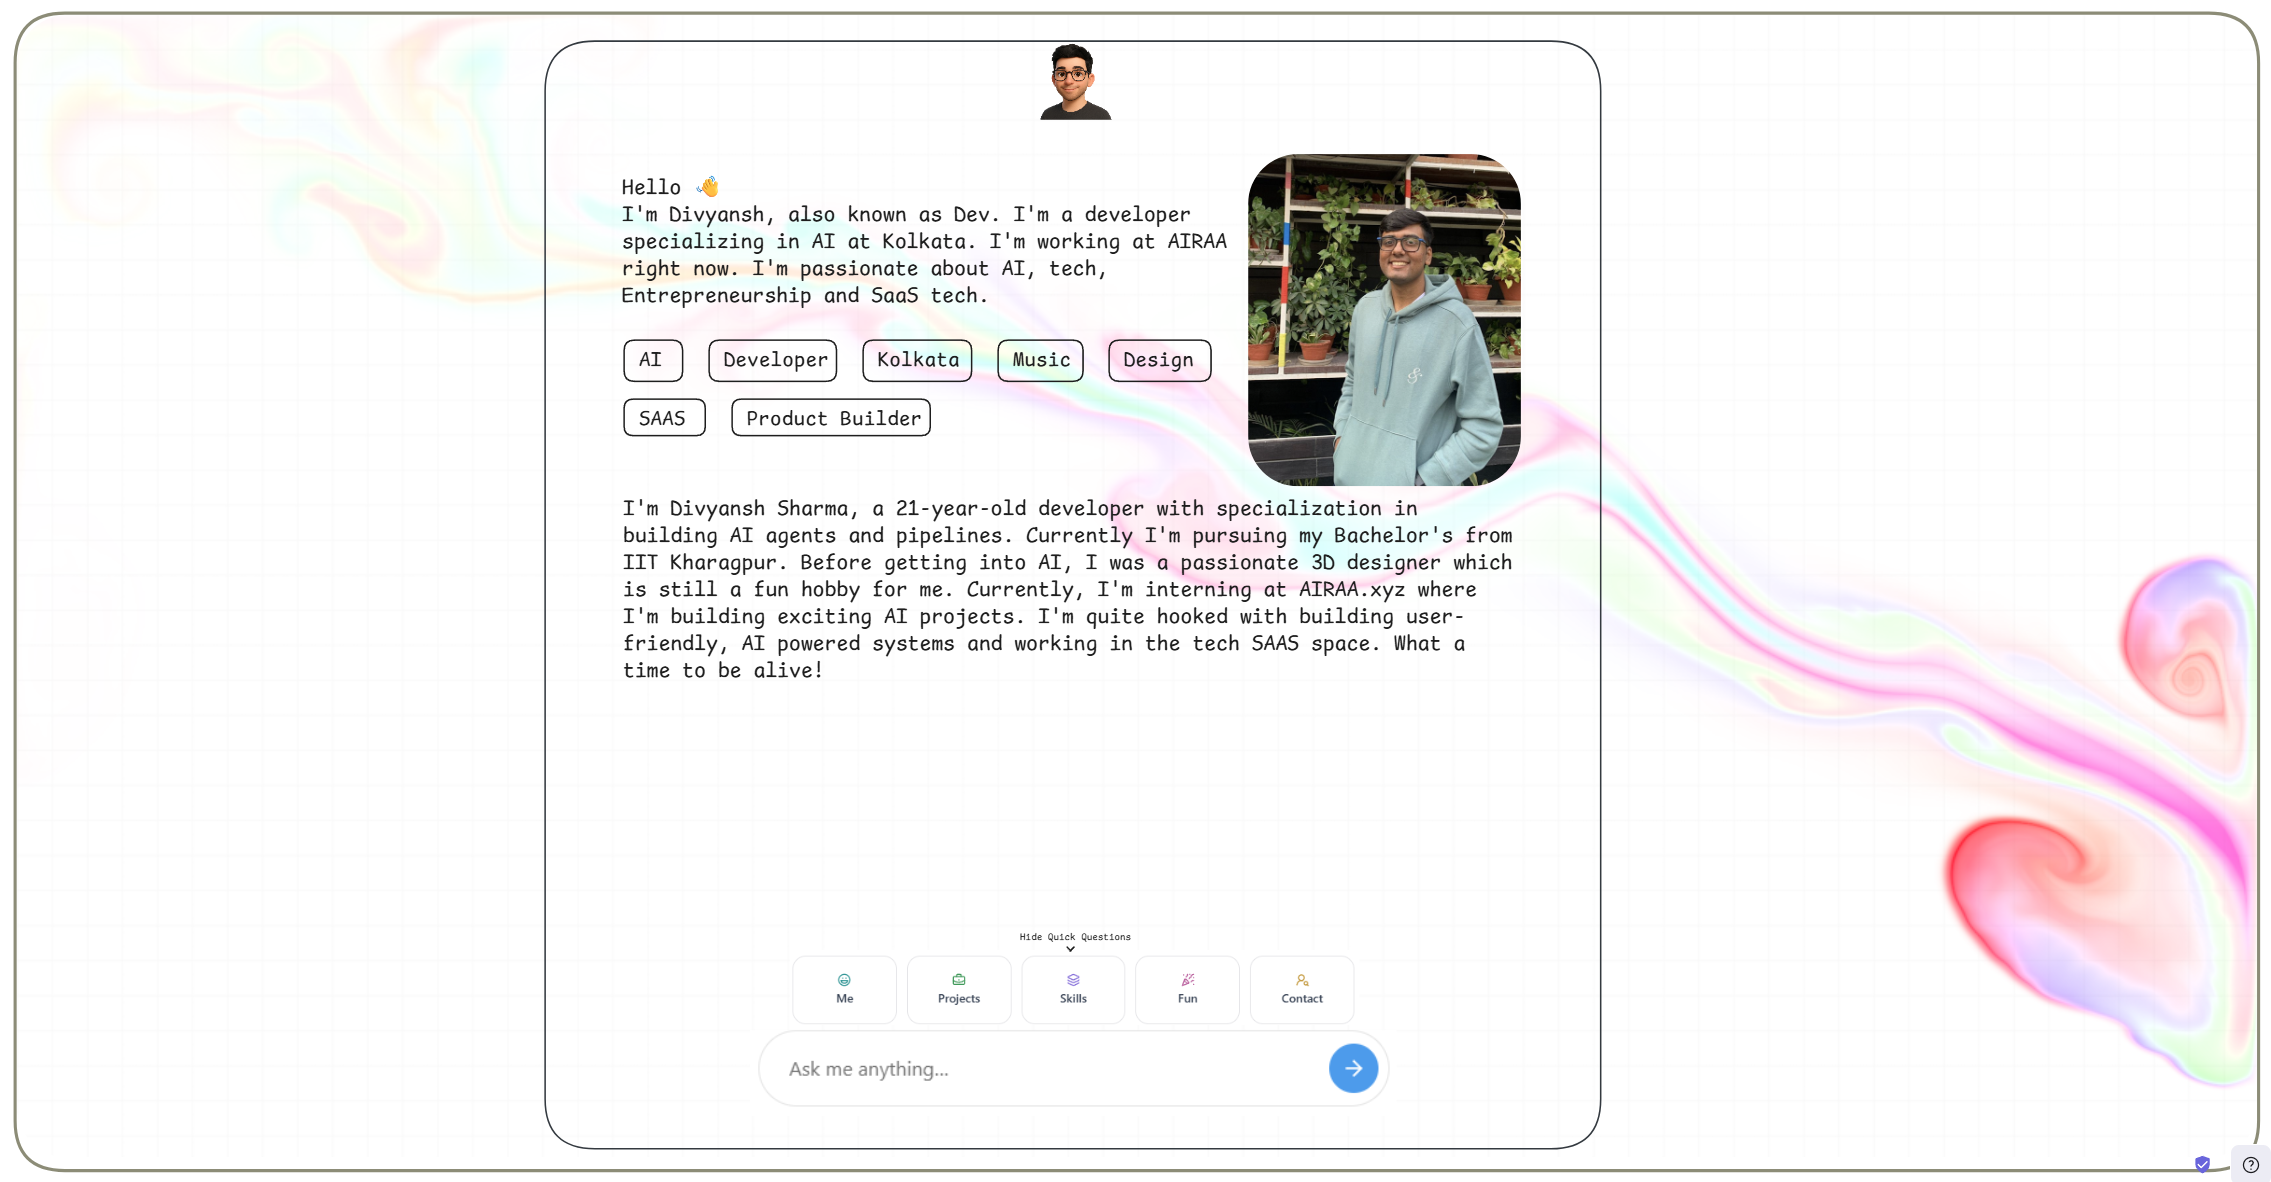 Hello 👋
I'm Divyansh, also known as Dev. I'm a developer
specializing in AI at Kolkata. I'm working at AIRAA
right now. I'm passionate about AI, tech,
Entrepreneurship and SaaS tech.
AI Developer Kolkata Music Design
SAAS Product Builder
I'm Divyansh Sharma, a 21-year-old developer with specialization in
building AI agents and pipelines. Currently I'm pursuing my Bachelor's from
IIT Kharagpur. Before getting into AI, I was a passionate 3D designer which
is still a fun hobby for me. Currently, I'm interning at AIRAA.xyz where
I'm building exciting AI projects. I'm quite hooked with building user-
friendly, AI powered systems and working in the tech SAAS space. What a
time to be alive!
Hide Quick Questions
Me Projects Skills Fun Contact
Ask me anything...